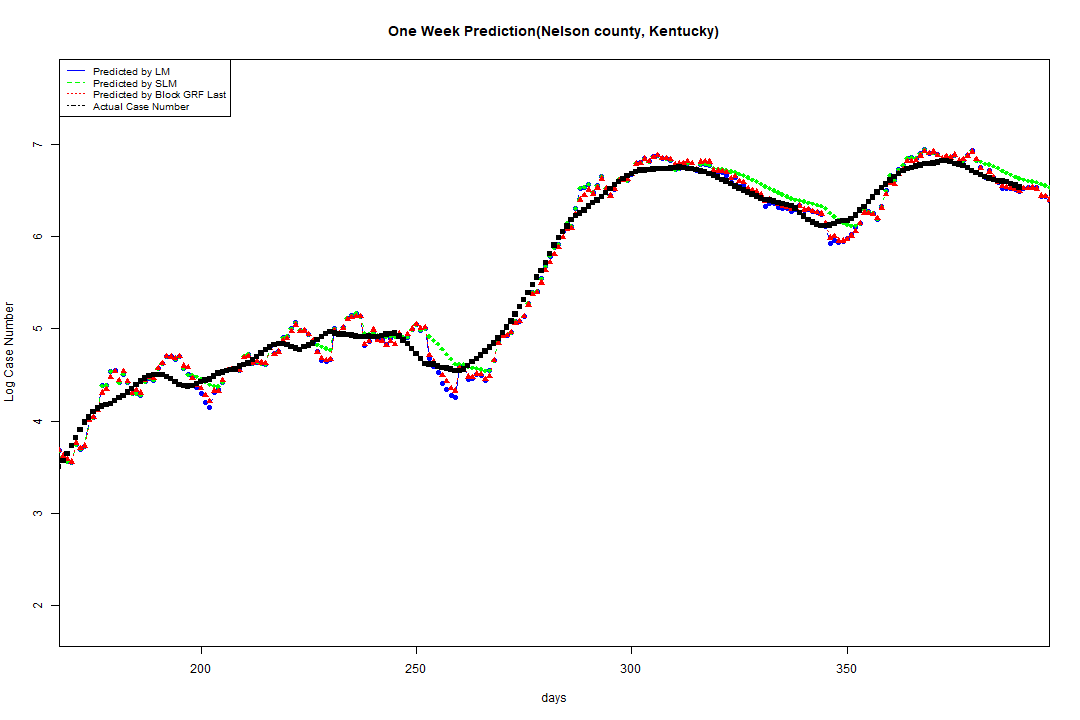 One Week Prediction(Nelson county, Kentucky)
Predicted by LM
Predicted by SLM
Predicted by Block GRF Last
Actual Case Number
7
6
5
4
3
2
Log Case Number
200 250 300 350
days